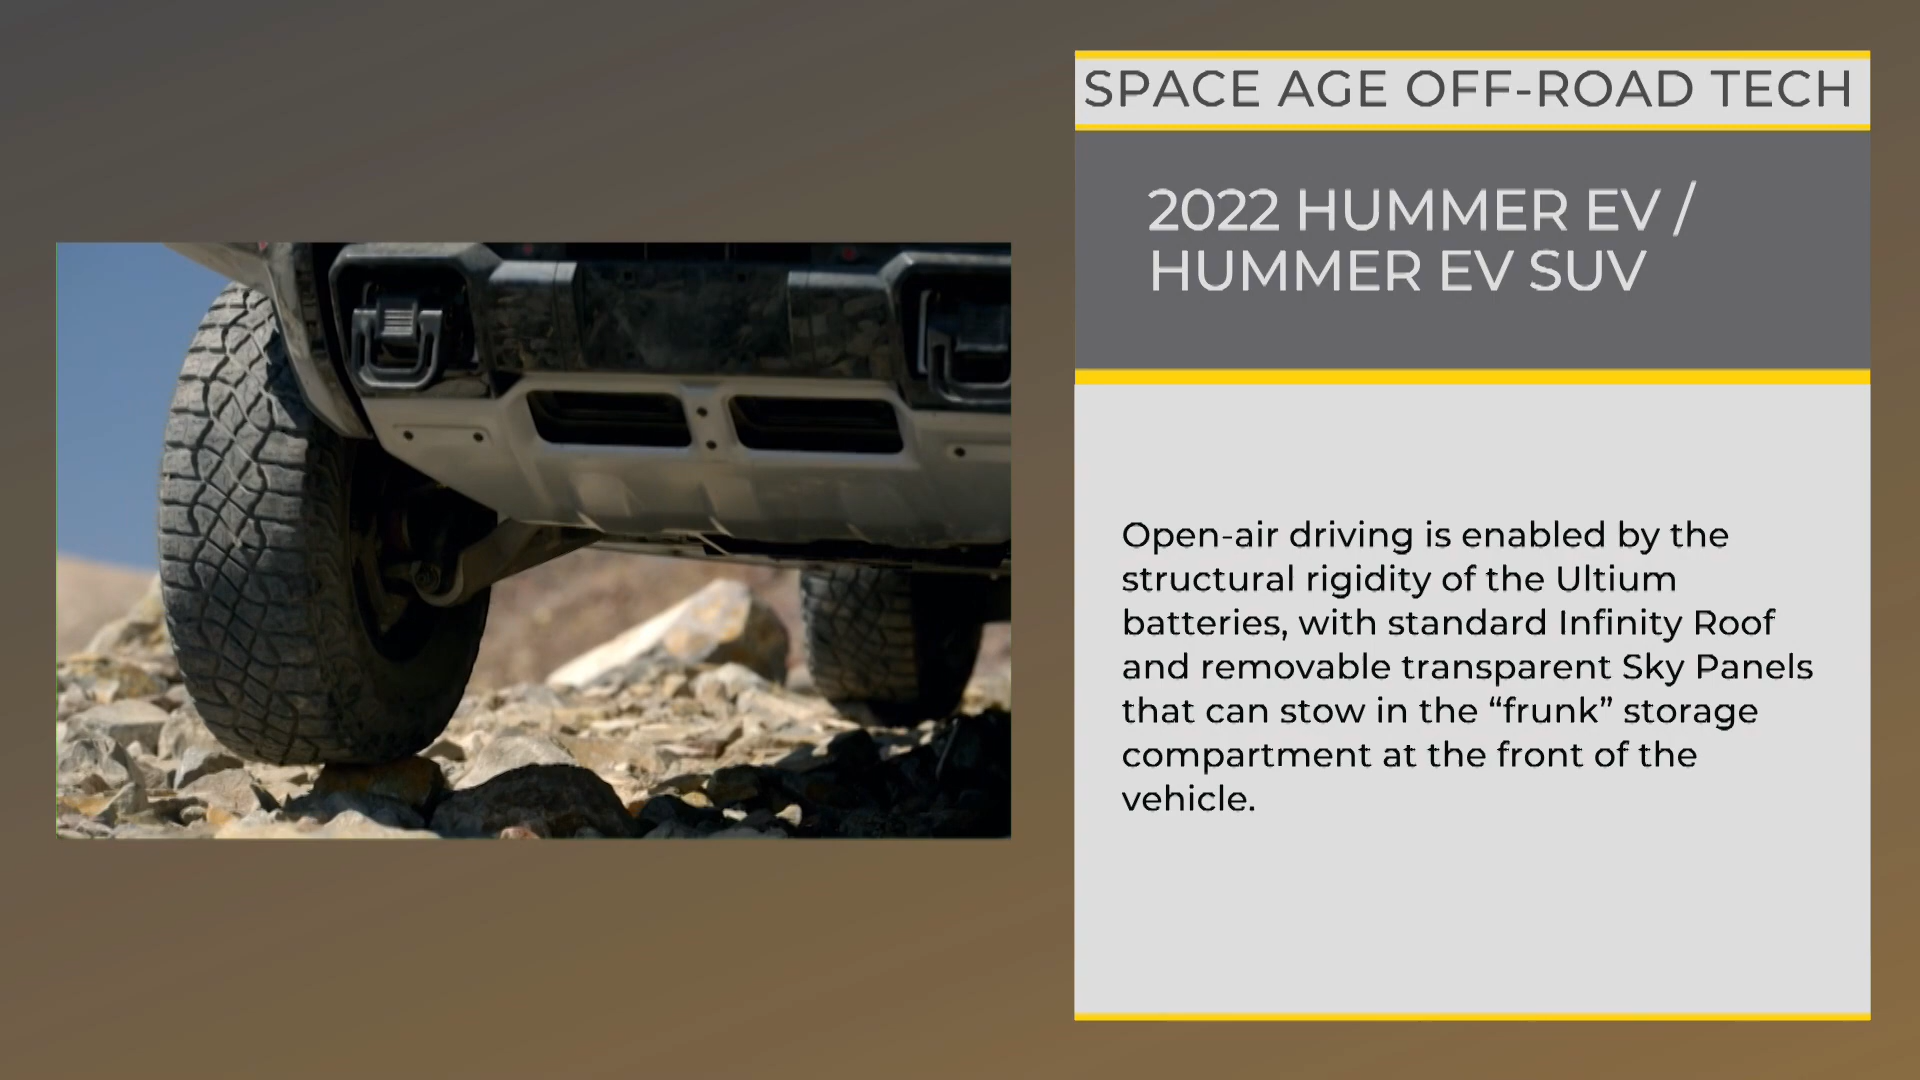 SPACE AGE OFF-ROAD TECH
2022 HUMMER EV /
HUMMER EV SUV
Open-air driving is enabled by the
structural rigidity of the Ultium
batteries, with standard Infinity Roof
and removable transparent Sky Panels
that can stow in the “frunk” storage
compartment at the front of the
vehicle.